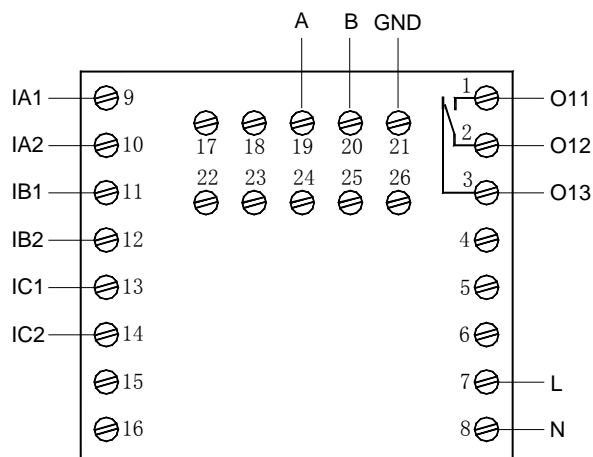 A B GND
IA1 9 1 O11
IA2 10 17 18 19 20 21 2 O12
IB1 11 22 23 24 25 26 3 O13
IB2 12 4
IC1 13 5
IC2 14 6
15 7 L
16 8 N